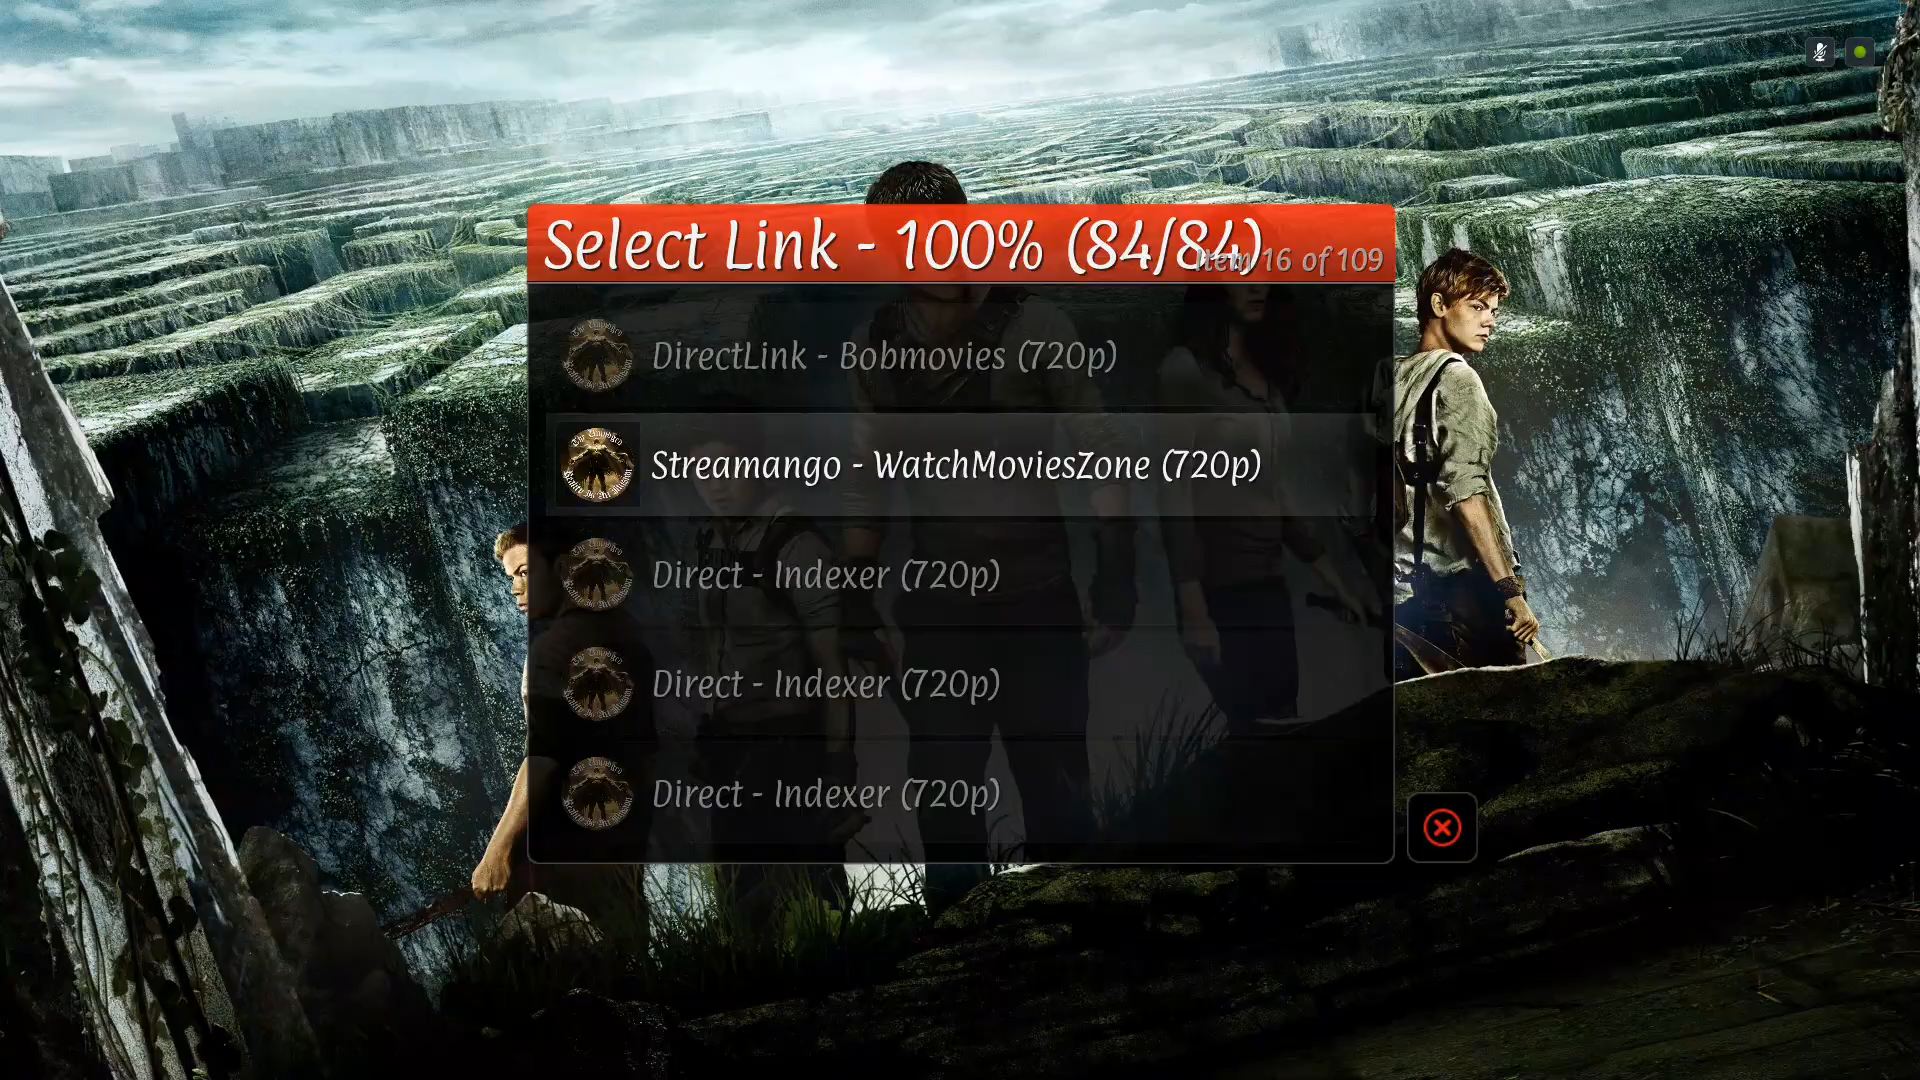 Select Link - 100% (84/84)
Item 16 of 109
DirectLink - Bobmovies (720p)
Streamango - WatchMoviesZone (720p)
Direct - Indexer (720p)
Direct - Indexer (720p)
Direct - Indexer (720p)